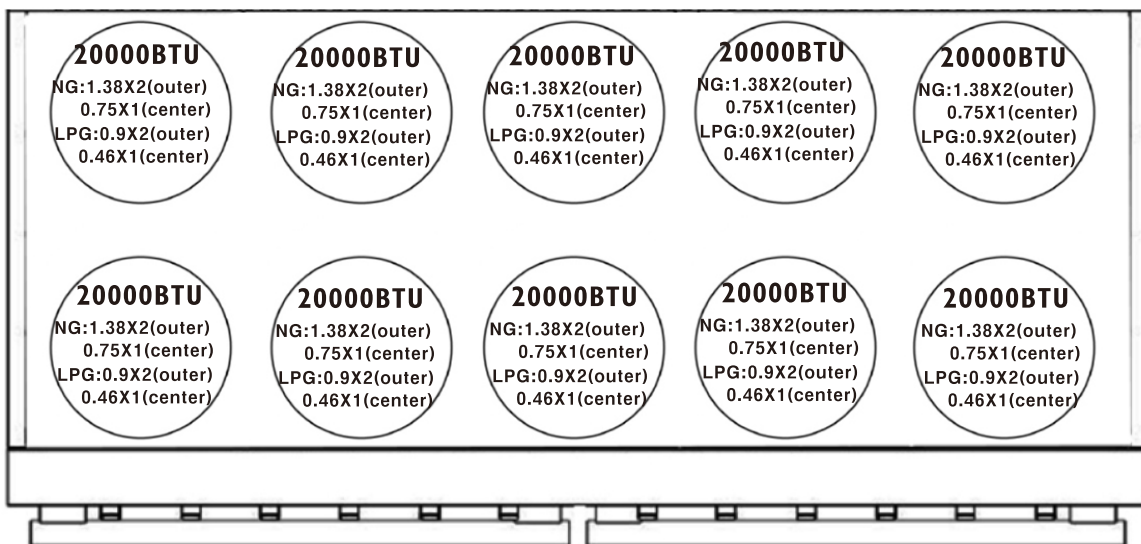 20000BTU
NG:1.38X2(outer)
0.75X1(center)
LPG:0.9X2(outer)
0.46X1(center)
20000BTU
NG:1.38X2(outer)
0.75X1(center)
LPG:0.9X2(outer)
0.46X1(center)
20000BTU
NG:1.38X2(outer)
0.75X1(center)
LPG:0.9X2(outer)
0.46X1(center)
20000BTU
NG:1.38X2(outer)
0.75X1(center)
LPG:0.9X2(outer)
0.46X1(center)
20000BTU
NG:1.38X2(outer)
0.75X1(center)
LPG:0.9X2(outer)
0.46X1(center)
20000BTU
NG:1.38X2(outer)
0.75X1(center)
LPG:0.9X2(outer)
0.46X1(center)
20000BTU
NG:1.38X2(outer)
0.75X1(center)
LPG:0.9X2(outer)
0.46X1(center)
20000BTU
NG:1.38X2(outer)
0.75X1(center)
LPG:0.9X2(outer)
0.46X1(center)
20000BTU
NG:1.38X2(outer)
0.75X1(center)
LPG:0.9X2(outer)
0.46X1(center)
20000BTU
NG:1.38X2(outer)
0.75X1(center)
LPG:0.9X2(outer)
0.46X1(center)